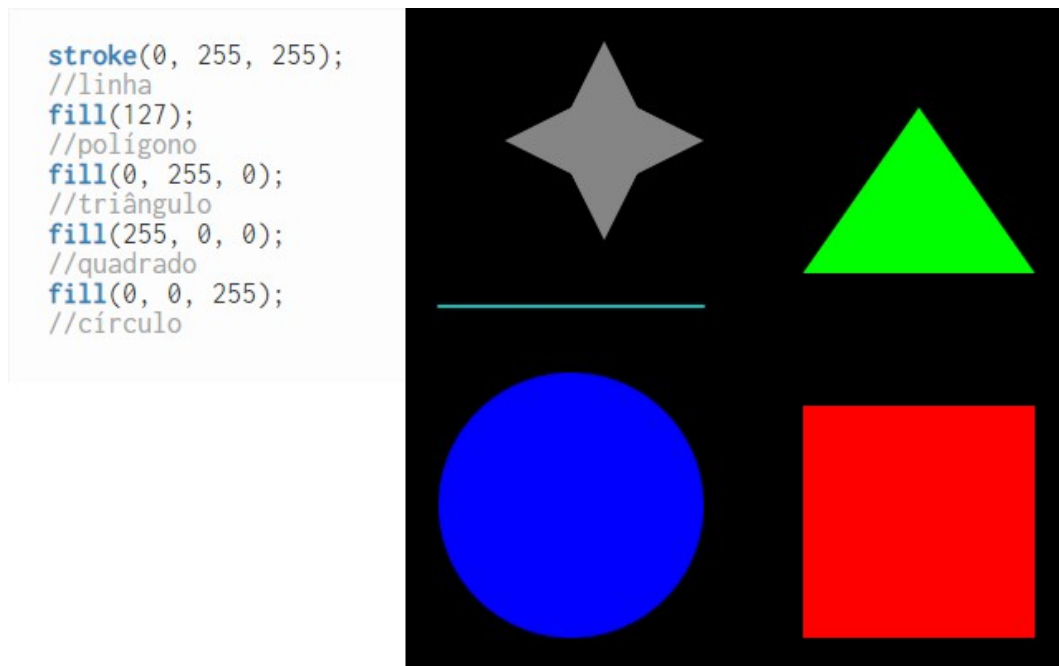 stroke(0, 255, 255);
//linha
fill(127);
//polígono
fill(0, 255, 0);
//triângulo
fill(255, 0, 0);
//quadrado
fill(0, 0, 255);
//círculo